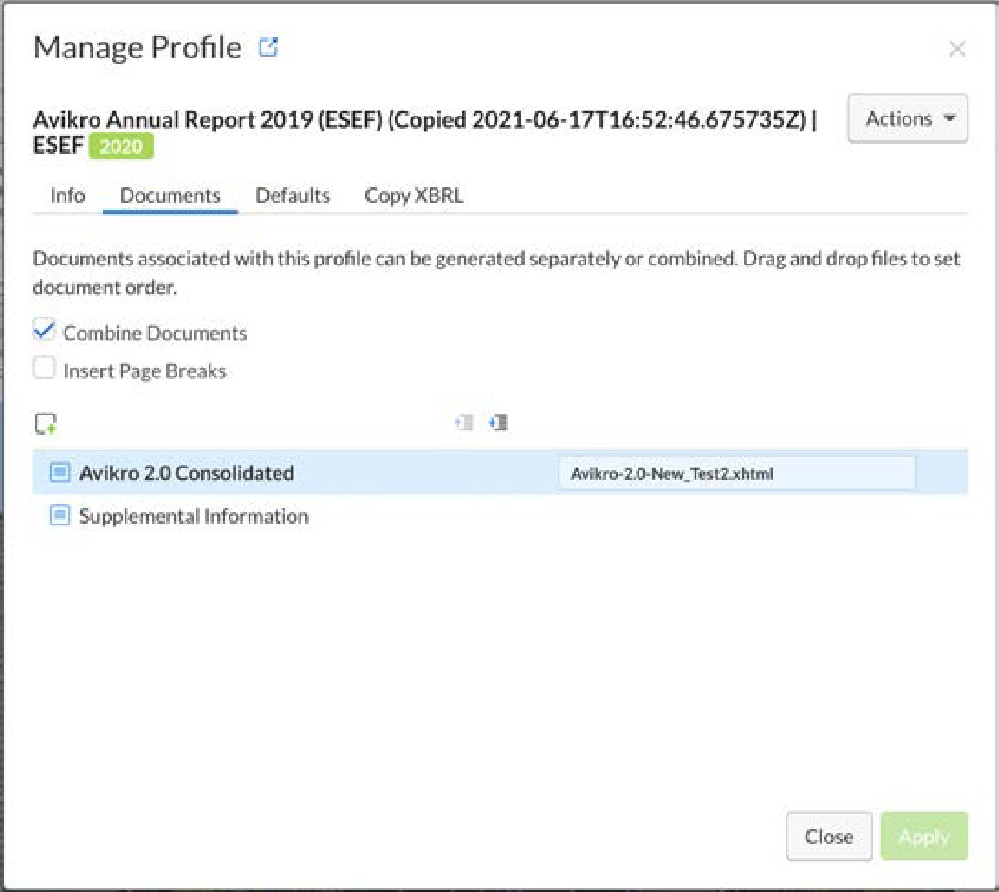 Manage Profile
Avikro Annual Report 2019 (ESEF) (Copied 2021-06-17T16:52:46.675735Z) |
ESEF 2020
Actions
Info Documents Defaults Copy XBRL
Documents associated with this profile can be generated separately or combined. Drag and drop files to set
document order.
Combine Documents
Insert Page Breaks
Avikro 2.0 Consolidated Avikro-2.0-New_Test2.xhtml
Supplemental Information
Close Apply